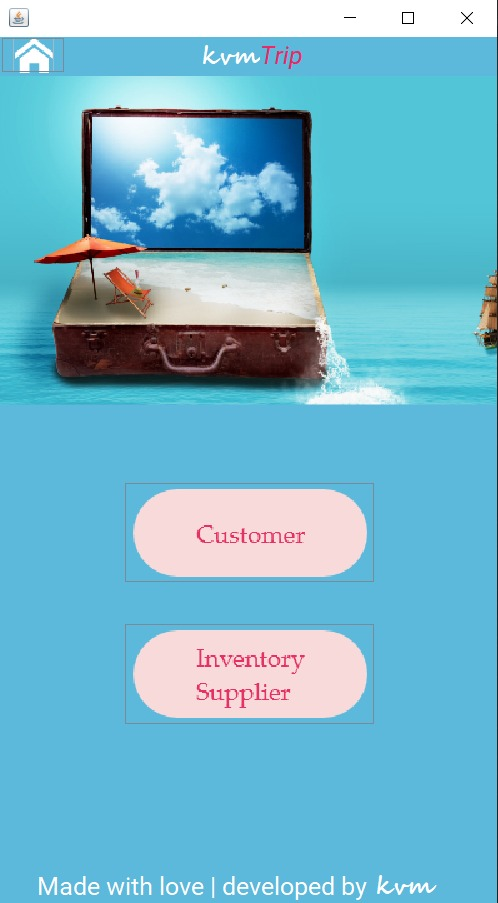 kvmTrip
Customer
Inventory
Supplier
Made with love | developed by kvm